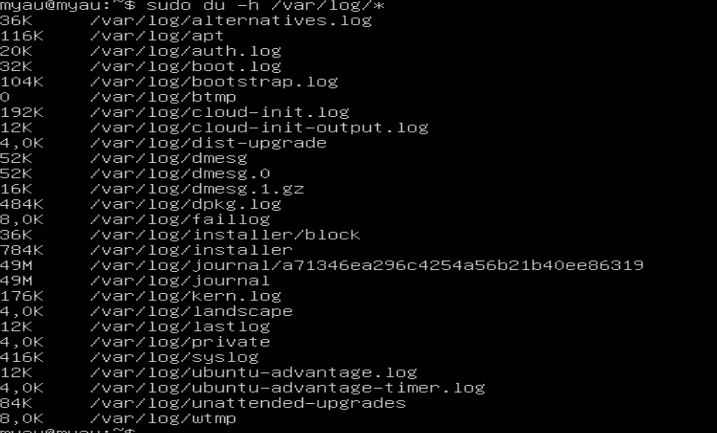 myau@myau:~$ sudo du -h /var/log/*
36K /var/log/alternatives.log
116K /var/log/apt
20K /var/log/auth.log
32K /var/log/boot.log
104K /var/log/bootstrap.log
0 /var/log/btmp
192K /var/log/cloud-init.log
12K /var/log/cloud-init-output.log
4,0K /var/log/dist-upgrade
52K /var/log/dmesg
52K /var/log/dmesg.0
16K /var/log/dmesg.1.gz
484K /var/log/dpkg.log
8,0K /var/log/faillog
36K /var/log/installer/block
784K /var/log/installer
49M /var/log/journal/a71346ea296c4254a56b21b40ee86319
49M /var/log/journal
176K /var/log/kern.log
4,0K /var/log/landscape
12K /var/log/lastlog
4,0K /var/log/private
416K /var/log/syslog
12K /var/log/ubuntu-advantage.log
4,0K /var/log/ubuntu-advantage-timer.log
84K /var/log/unattended-upgrades
8,0K /var/log/wtmp
myau@myau:~$